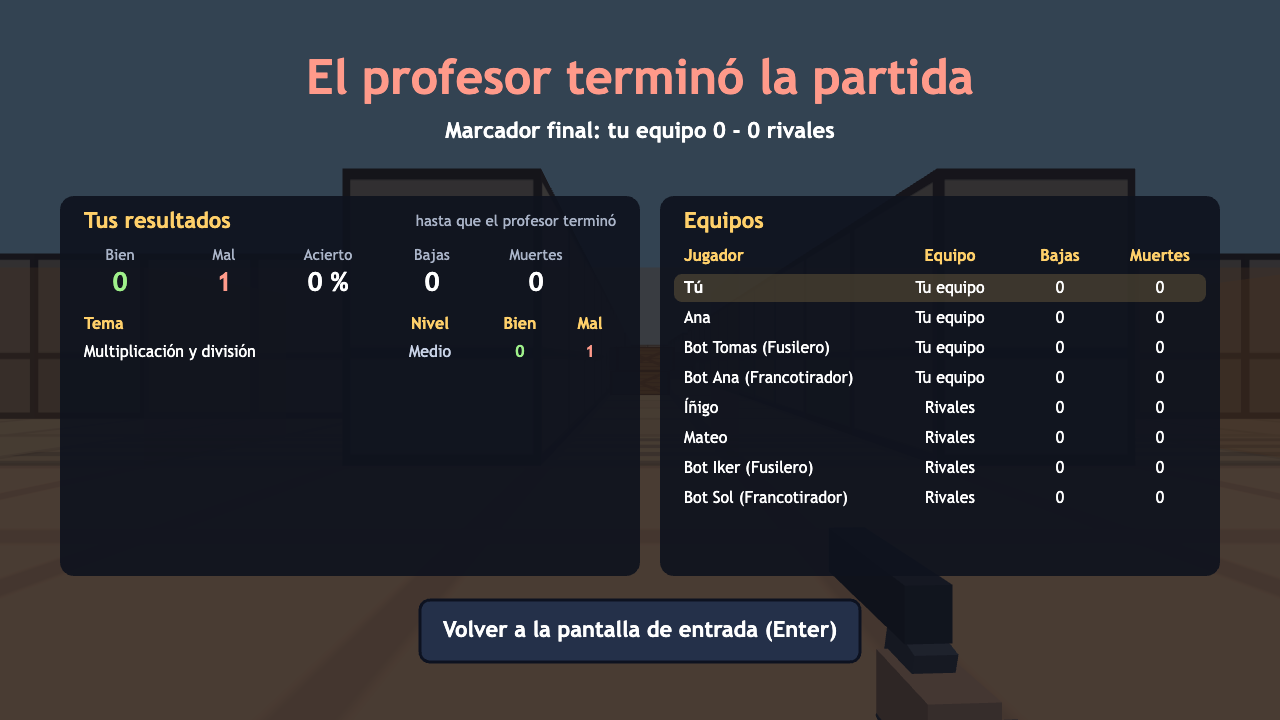 El profesor terminó la partida
Marcador final: tu equipo 0 - 0 rivales
Tus resultados
hasta que el profesor terminó
Bien Mal Acierto Bajas Muertes
0 1 0 % 0 0
Tema Nivel Bien Mal
Multiplicación y división Medio 0 1
Equipos
Jugador Equipo Bajas Muertes
Tú Tu equipo 0 0
Ana Tu equipo 0 0
Bot Tomas (Fusilero) Tu equipo 0 0
Bot Ana (Francotirador) Tu equipo 0 0
Íñigo Rivales 0 0
Mateo Rivales 0 0
Bot Iker (Fusilero) Rivales 0 0
Bot Sol (Francotirador) Rivales 0 0
Volver a la pantalla de entrada (Enter)